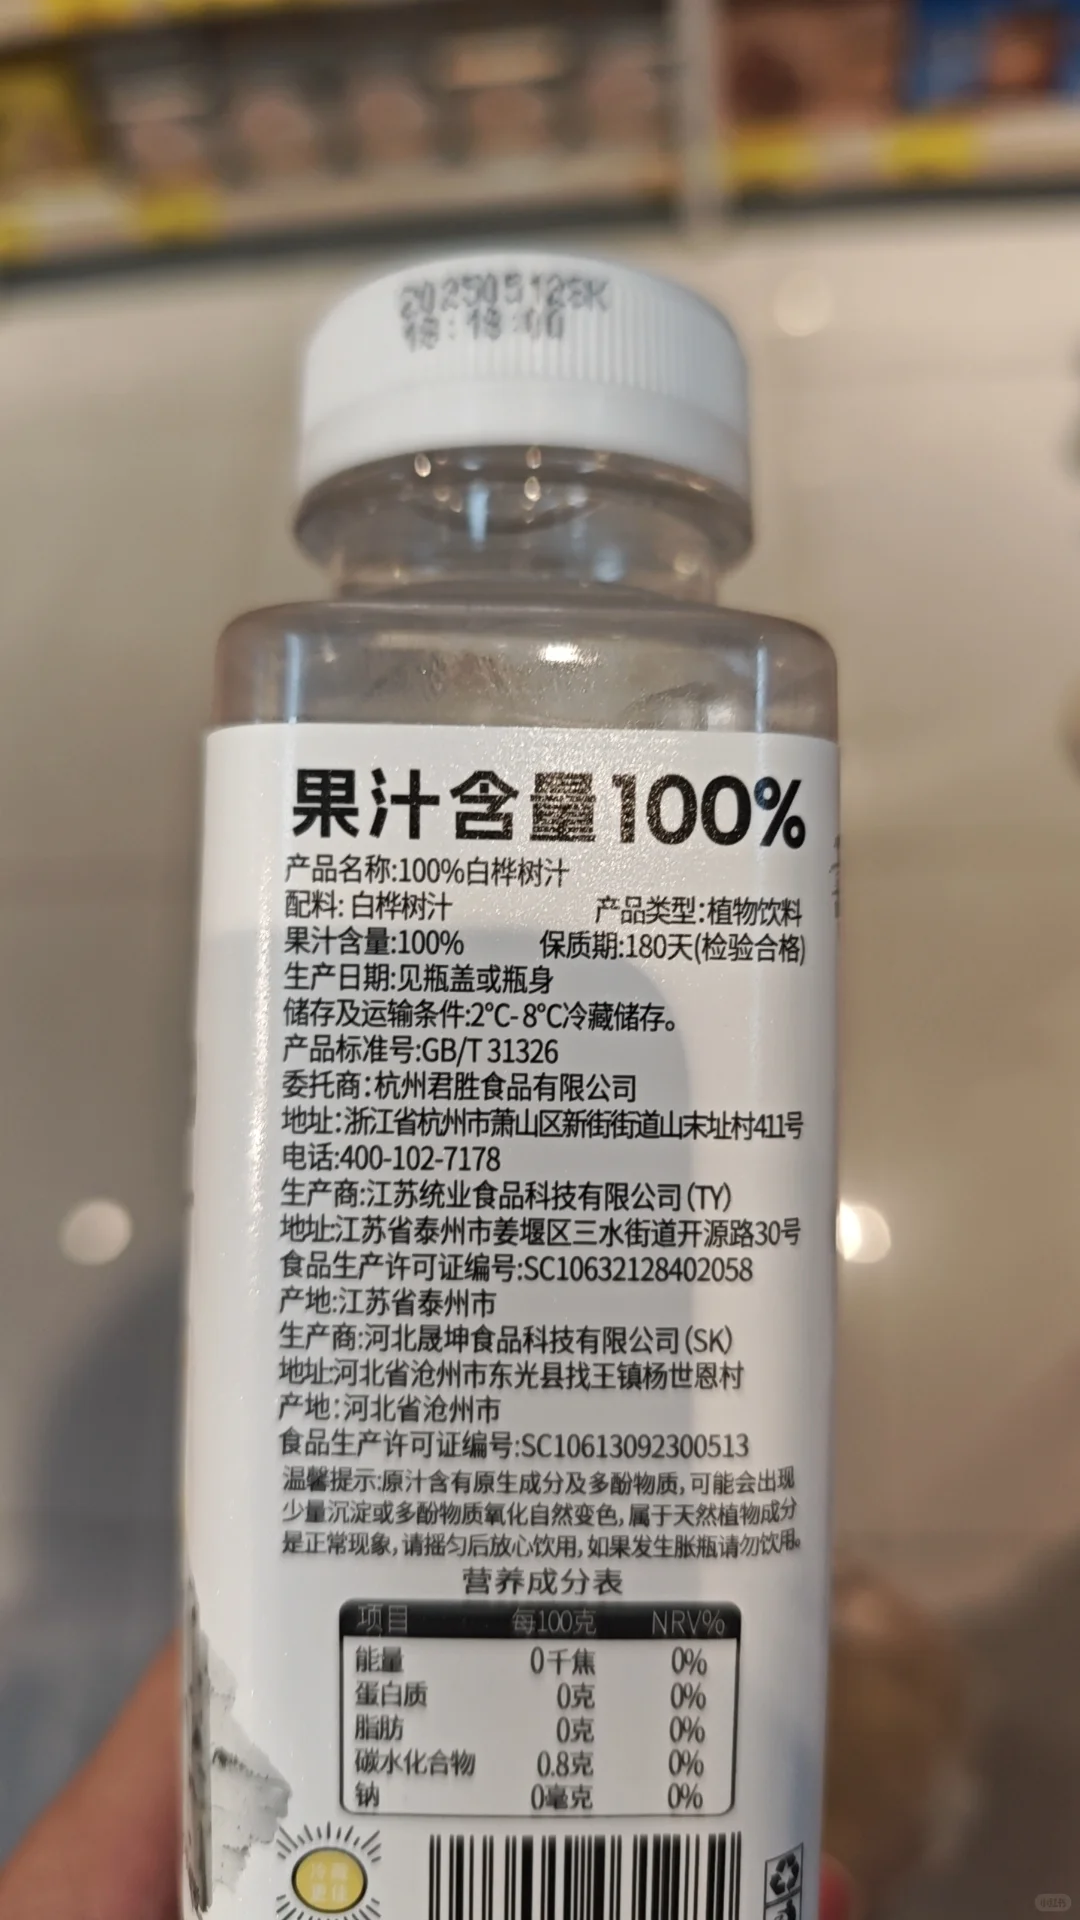 20250512SK
果汁含量100%
产品名称:100%白桦树汁
配料: 白桦树汁 产品类型:植物饮料
果汁含量:100% 保质期:180天(检验合格)
生产日期:见瓶盖或瓶身
储存及运输条件:2℃-8℃冷藏储存。
产品标准号:GB/T 31326
委托商:杭州君胜食品有限公司
地址:浙江省杭州市萧山区新街街道山末址村411号
电话:400-102-7178
生产商:江苏统业食品科技有限公司(TY)
地址:江苏省泰州市姜堰区三水街道开源路30号
食品生产许可证编号:SC10632128402058
产地:江苏省泰州市
生产商:河北晟坤食品科技有限公司(SK)
地址:河北省沧州市东光县找王镇杨世恩村
产地:河北省沧州市
食品生产许可证编号:SC10613092300513
温馨提示:原汁含有原生成分及多酚物质,可能会出现
少量沉淀或多酚物质氧化自然变色,属于天然植物成分
是正常现象,请摇匀后放心饮用,如果发生胀瓶请勿饮用。
营养成分表
项目 每100克 NRV%
能量 0千焦 0%
蛋白质 0克 0%
脂肪 0克 0%
碳水化合物 0.8克 0%
钠 0毫克 0%